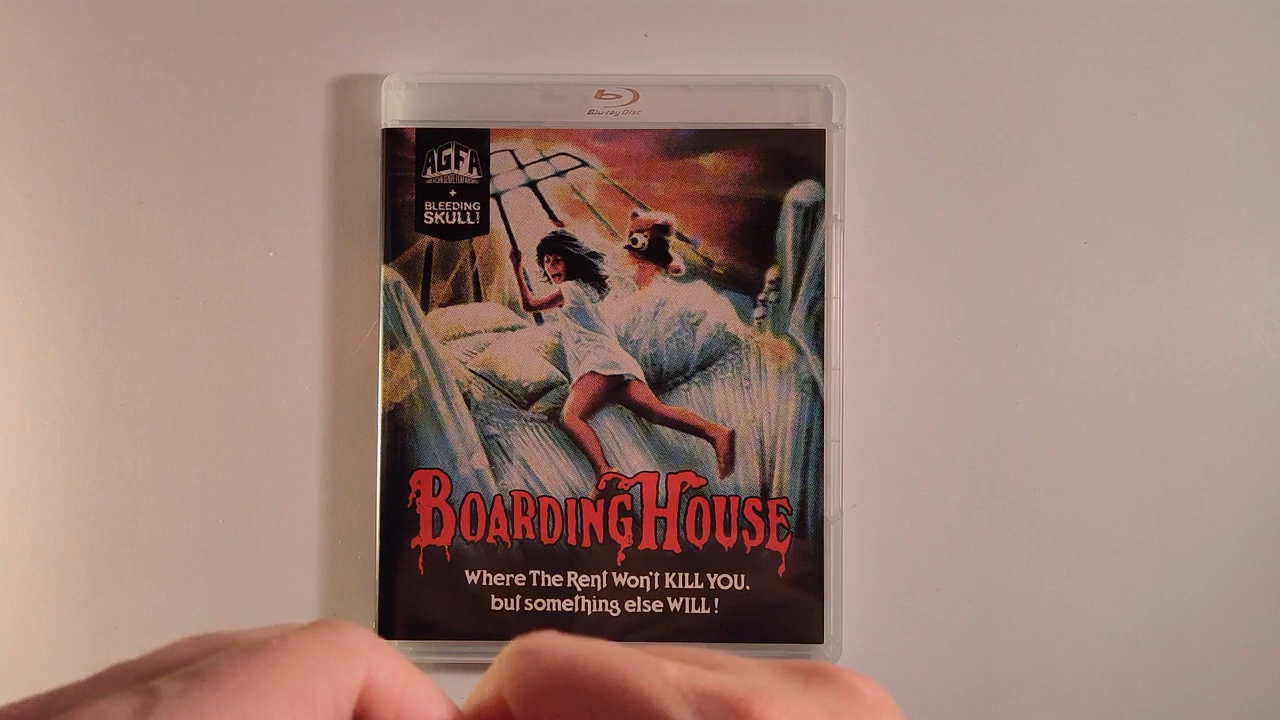 Blu-ray Disc
AGFA
+
BLEEDING
SKULL!
BOARDINGHOUSE
Where The Rent Won't KILL YOU,
but something else WILL!